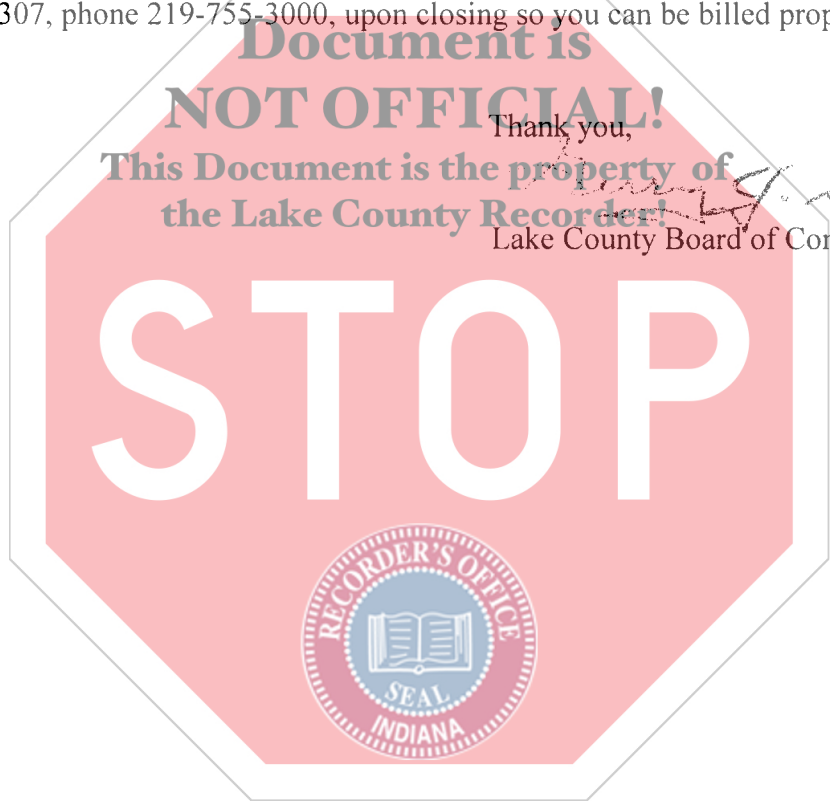 307, phone 219-755-3000, upon closing so you can be billed prop
Document is
NOT OFFICIAL!
Thank you,
This Document is the property of
the Lake County Recorder!
Lake County Board of Com
STOP
RECORDER'S OFFICE
SEAL
INDIANA